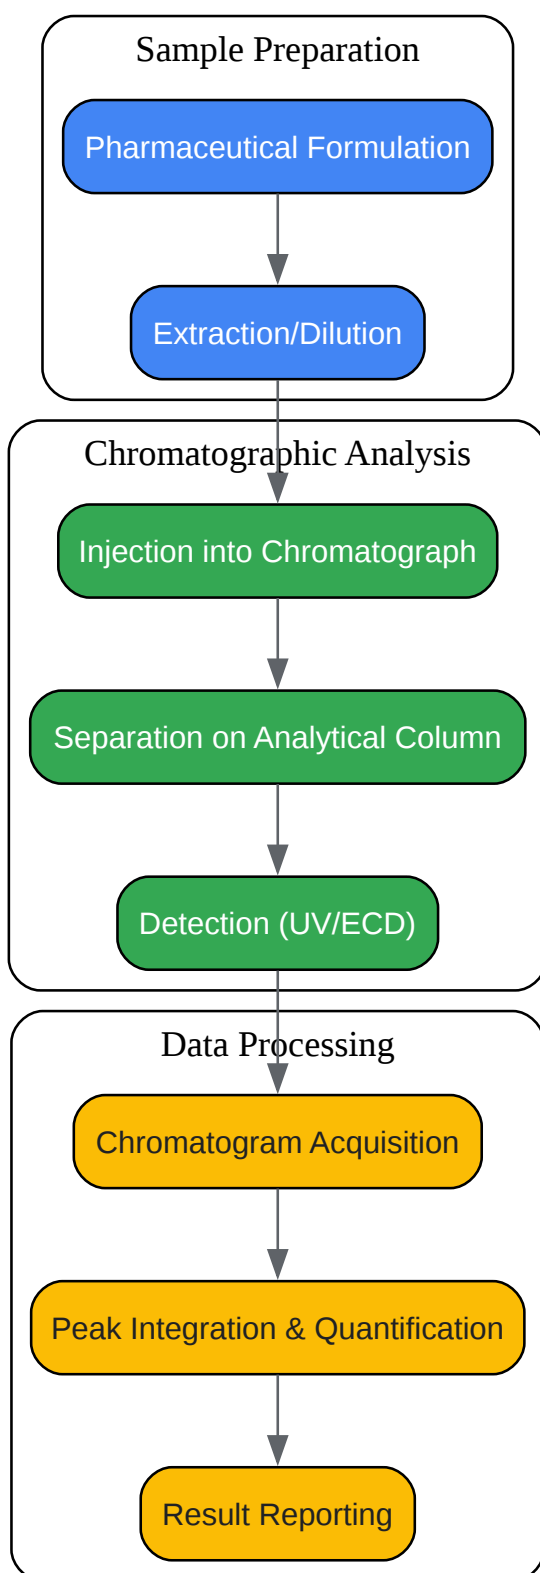 Sample Preparation
Pharmaceutical Formulation
Extraction/Dilution
Chromatographic Analysis
Injection into Chromatograph
Separation on Analytical Column
Detection (UV/ECD)
Data Processing
Chromatogram Acquisition
Peak Integration & Quantification
Result Reporting